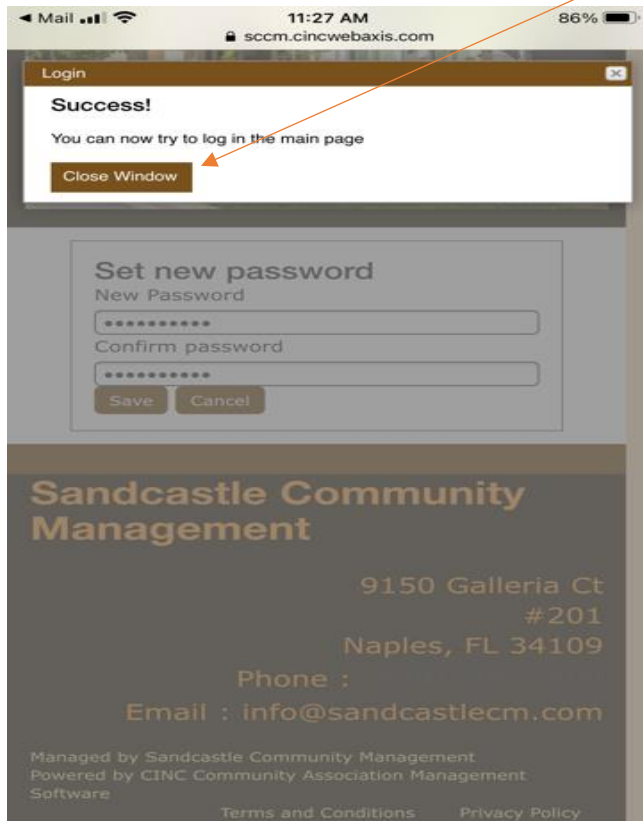 Mail 11:27 AM 86%
sccm.cincwebaxis.com
Login
Success!
You can now try to log in the main page
Close Window
Set new password
New Password
••••••••••
Confirm password
••••••••••
Save Cancel
Sandcastle Community
Management
9150 Galleria Ct
#201
Naples, FL 34109
Phone :
Email : info@sandcastlecm.com
Managed by Sandcastle Community Management
Powered by CINC Community Association Management
Software
Terms and Conditions Privacy Policy